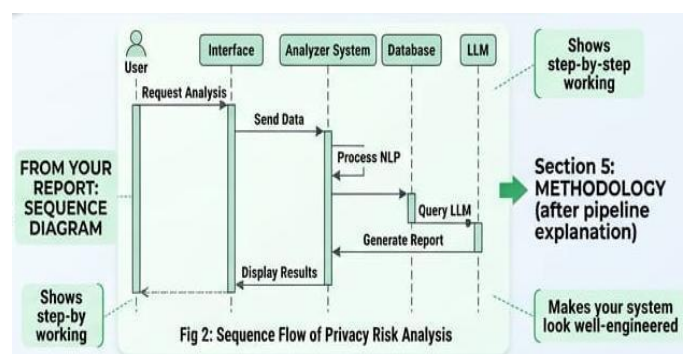 User
Interface
Analyzer System
Database
LLM
Request Analysis
Send Data
Process NLP
Query LLM
Generate Report
Display Results
Fig 2: Sequence Flow of Privacy Risk Analysis
FROM YOUR
REPORT:
SEQUENCE
DIAGRAM
Shows
step-by
working
Shows
step-by-step
working
Section 5:
METHODOLOGY
(after pipeline
explanation)
Makes your system
look well-engineered